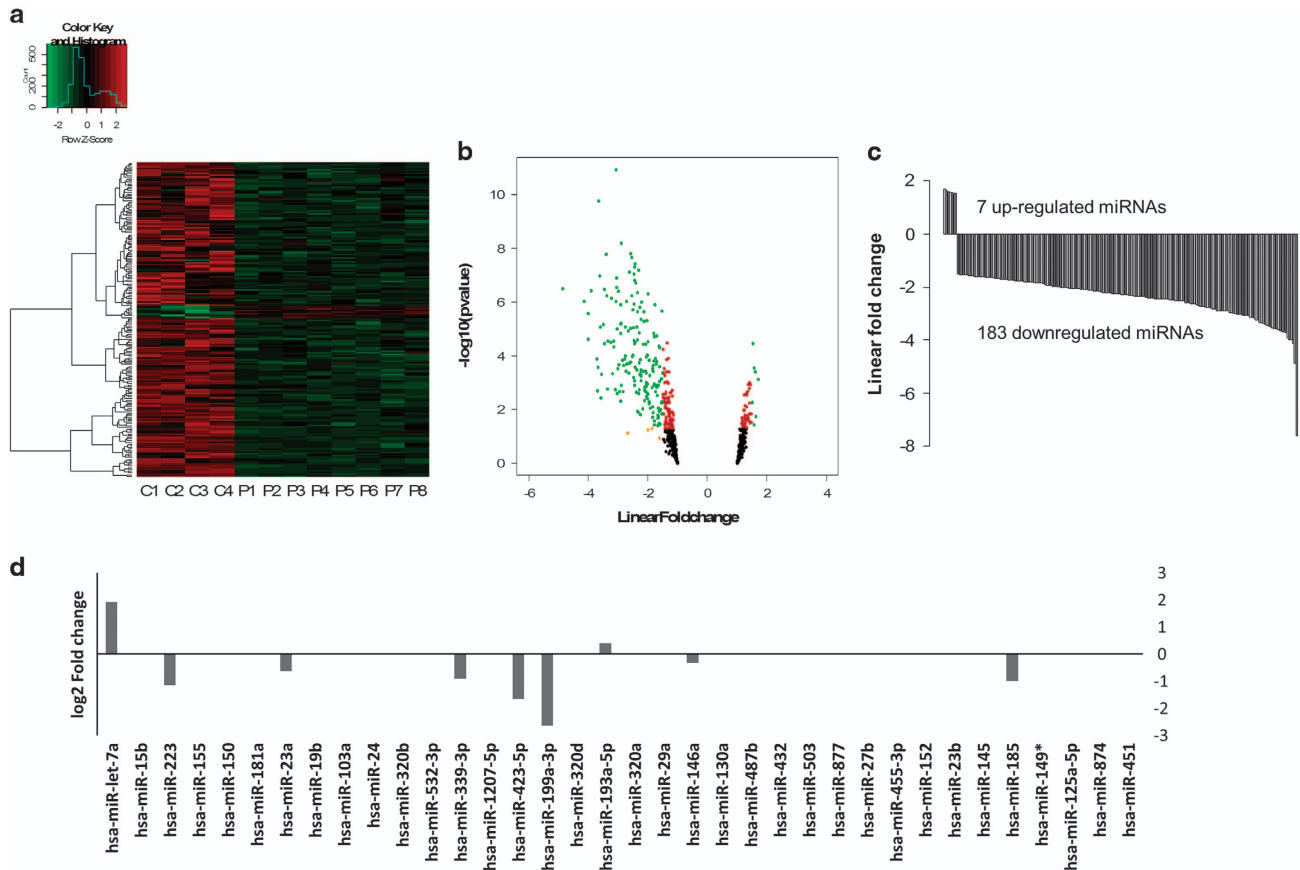 a
Color Key
and Histogram
Count
0 200 500
-2 0 1 2
Row Z-Score
C1 C2 C3 C4 P1 P2 P3 P4 P5 P6 P7 P8
b
-log10(pvalue)
10
8
6
4
2
0
-6 -4 -2 0 2 4
LinearFoldchange
c
Linear fold change
2
0
-2
-4
-6
-8
7 up-regulated miRNAs
183 downregulated miRNAs
d
log2 Fold change
3
2
1
0
-1
-2
-3
hsa-miR-let-7a
hsa-miR-15b
hsa-miR-223
hsa-miR-155
hsa-miR-150
hsa-miR-181a
hsa-miR-23a
hsa-miR-19b
hsa-miR-103a
hsa-miR-24
hsa-miR-320b
hsa-miR-532-3p
hsa-miR-339-3p
hsa-miR-1207-5p
hsa-miR-423-5p
hsa-miR-199a-3p
hsa-miR-320d
hsa-miR-193a-5p
hsa-miR-320a
hsa-miR-29a
hsa-miR-146a
hsa-miR-130a
hsa-miR-487b
hsa-miR-432
hsa-miR-503
hsa-miR-877
hsa-miR-27b
hsa-miR-455-3p
hsa-miR-152
hsa-miR-23b
hsa-miR-145
hsa-miR-185
hsa-miR-149*
hsa-miR-125a-5p
hsa-miR-874
hsa-miR-451